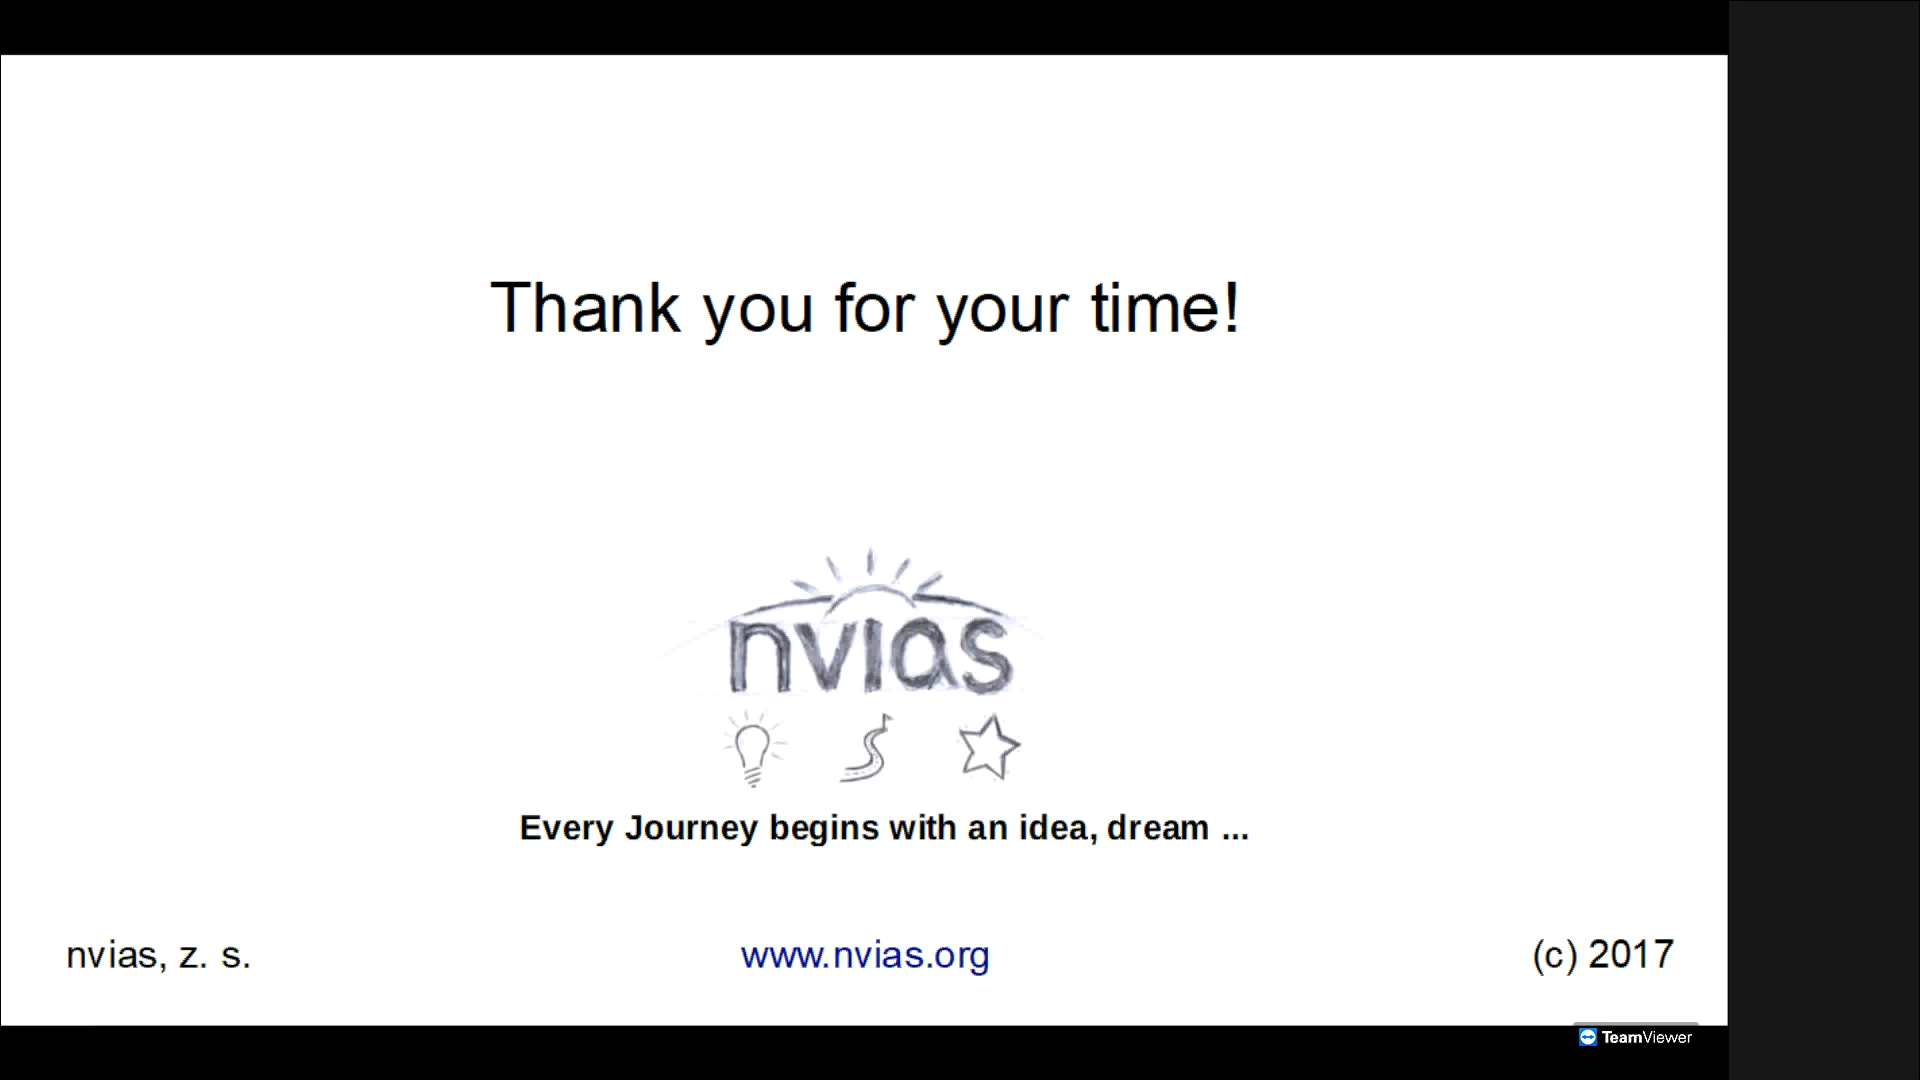 Thank you for your time!
nvias
Every Journey begins with an idea, dream ...
nvias, z. s.
www.nvias.org
(c) 2017
TeamViewer